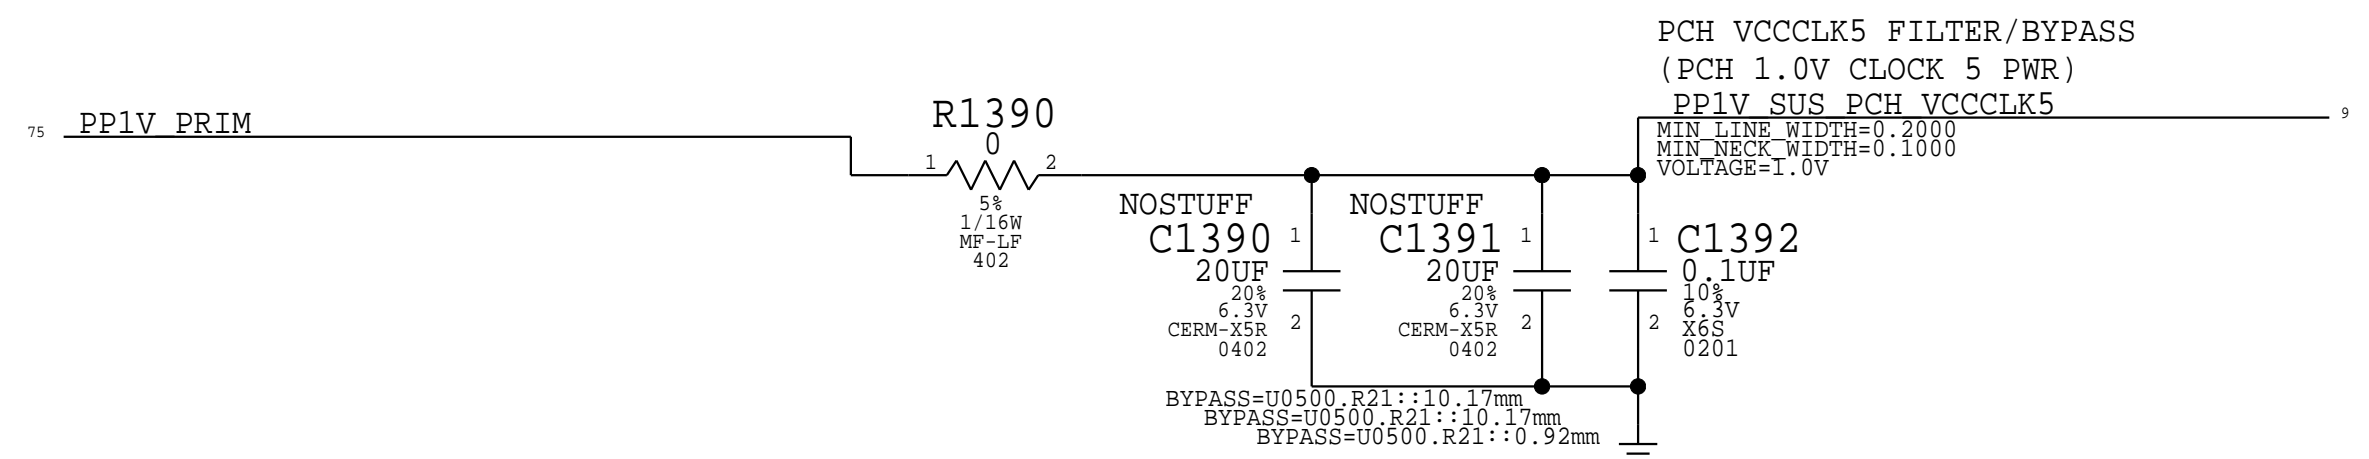 PCH VCCCLK5 FILTER/BYPASS
(PCH 1.0V CLOCK 5 PWR)
75 PP1V_PRIM
PP1V_SUS_PCH_VCCCLK5 9
MIN_LINE_WIDTH=0.2000
MIN_NECK_WIDTH=0.1000
VOLTAGE=1.0V
R1390
0
1 2
5%
1/16W
MF-LF
402
NOSTUFF
C1390 1
20UF
20%
6.3V
CERM-X5R 2
0402
NOSTUFF
C1391 1
20UF
20%
6.3V
CERM-X5R 2
0402
1 C1392
0.1UF
10%
6.3V
2 X6S
0201
BYPASS=U0500.R21::10.17mm
BYPASS=U0500.R21::10.17mm
BYPASS=U0500.R21::0.92mm